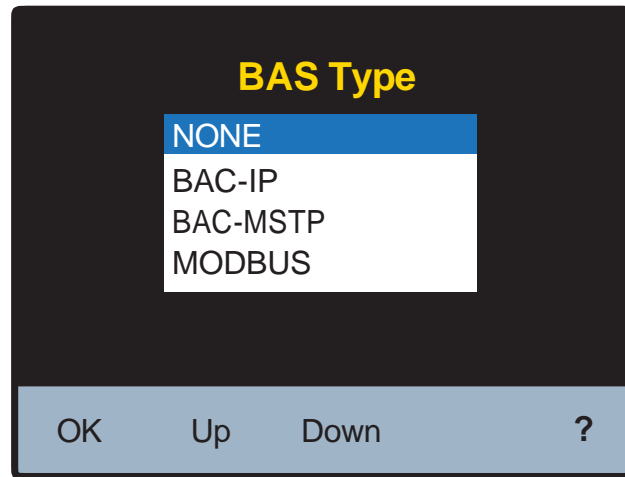 BAS Type
NONE
BAC-IP
BAC-MSTP
MODBUS
OK Up Down ?